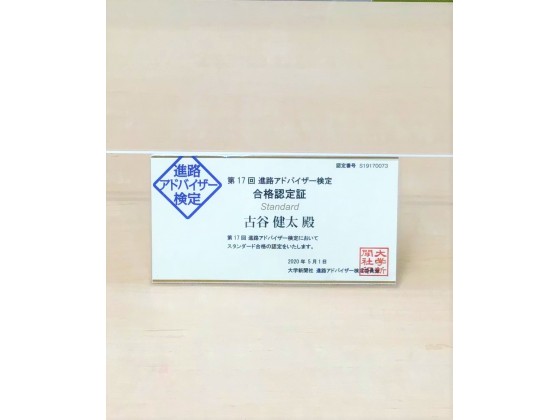 認定番号 S19170073
進路
アドバイザー
検定
第17回 進路アドバイザー検定
合格認定証
Standard
古谷 健太 殿
第17回 進路アドバイザー検定において
スタンダード合格の認定をいたします。
2020年5月1日
大学新聞社 進路アドバイザー検定
大学新
聞社